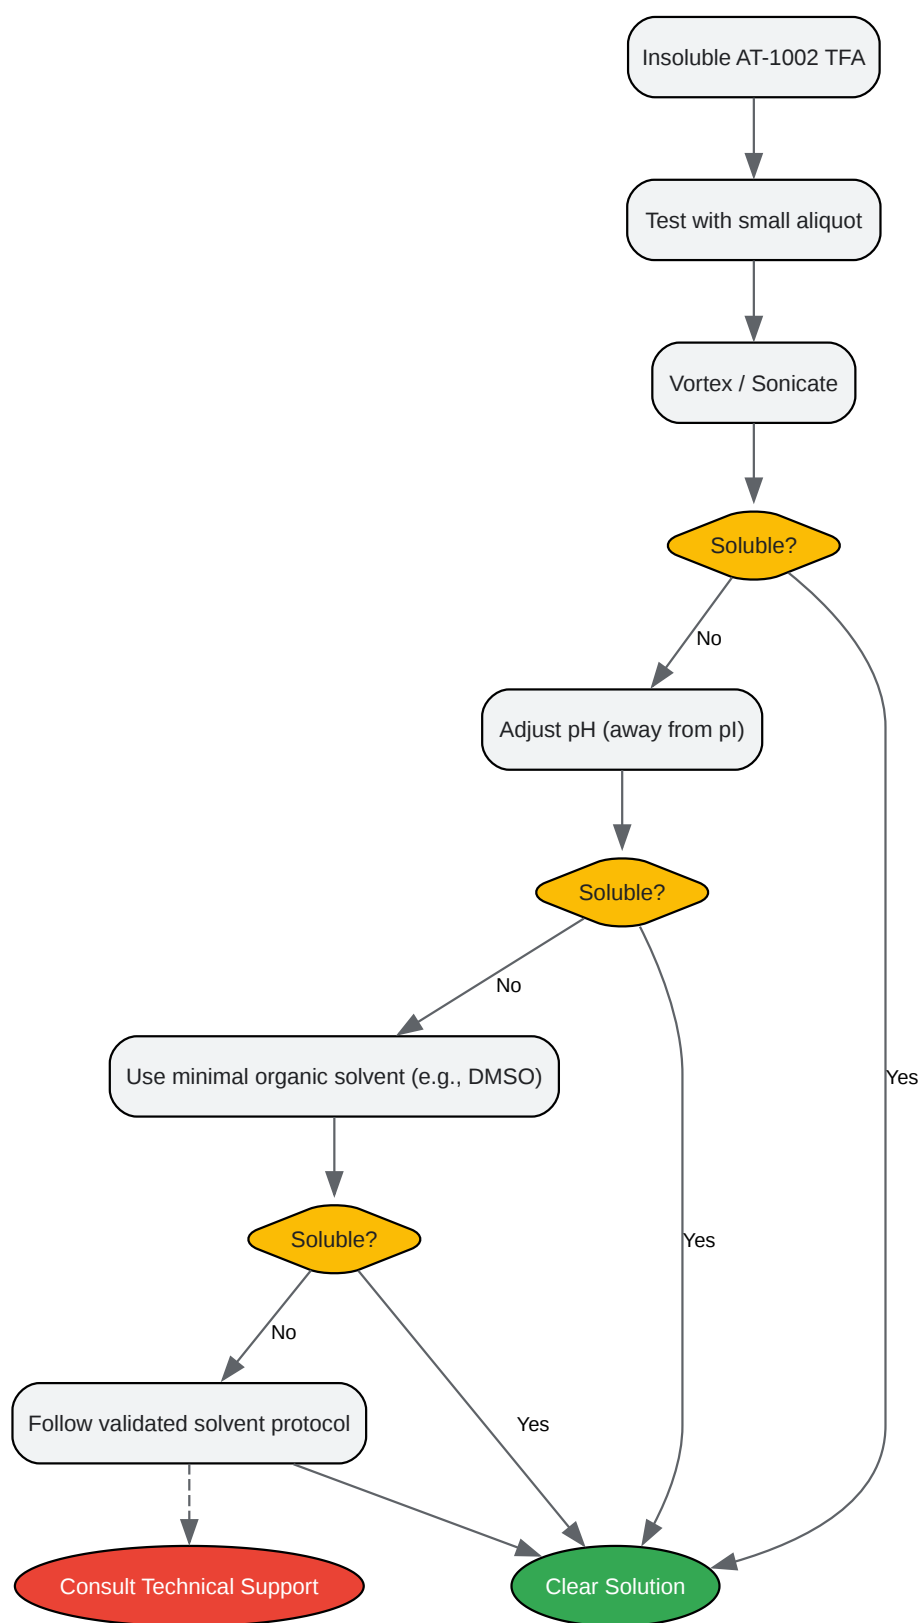 Insoluble AT-1002 TFA
Test with small aliquot
Vortex / Sonicate
Soluble?
No
Adjust pH (away from pI)
Soluble?
No
Use minimal organic solvent (e.g., DMSO)
Yes
Soluble?
Yes
No
Follow validated solvent protocol
Yes
Consult Technical Support
Clear Solution